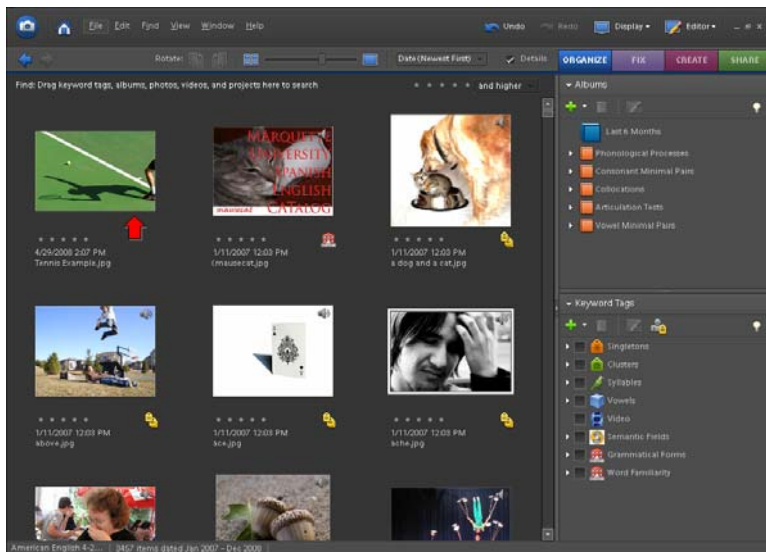 File Edit Find View Window Help Undo Redo Display Editor
Rotate: Date (Newest First) Details ORGANIZE FIX CREATE SHARE
Find: Drag keyword tags, albums, photos, videos, and projects here to search and higher
Albums
Last 6 Months
Phonological Processes
Consonant Minimal Pairs
Collocations
Articulation Tests
Vowel Minimal Pairs
MARQUETTE
UNIVERSITY
SPANISH
ENGLISH
CATALOG
4/29/2008 2:07 PM
Tennis Example.jpg
1/11/2007 12:03 PM
(mausecat.jpg
1/11/2007 12:03 PM
a dog and a cat.jpg
Keyword Tags
Singletons
Clusters
Syllables
Vowels
Video
Semantic Fields
Grammatical Forms
Word Familiarity
1/11/2007 12:03 PM
above.jpg
1/11/2007 12:03 PM
ace.jpg
1/11/2007 12:03 PM
ache.jpg
American English 4-2... 3457 items dated Jan 2007 - Dec 2008